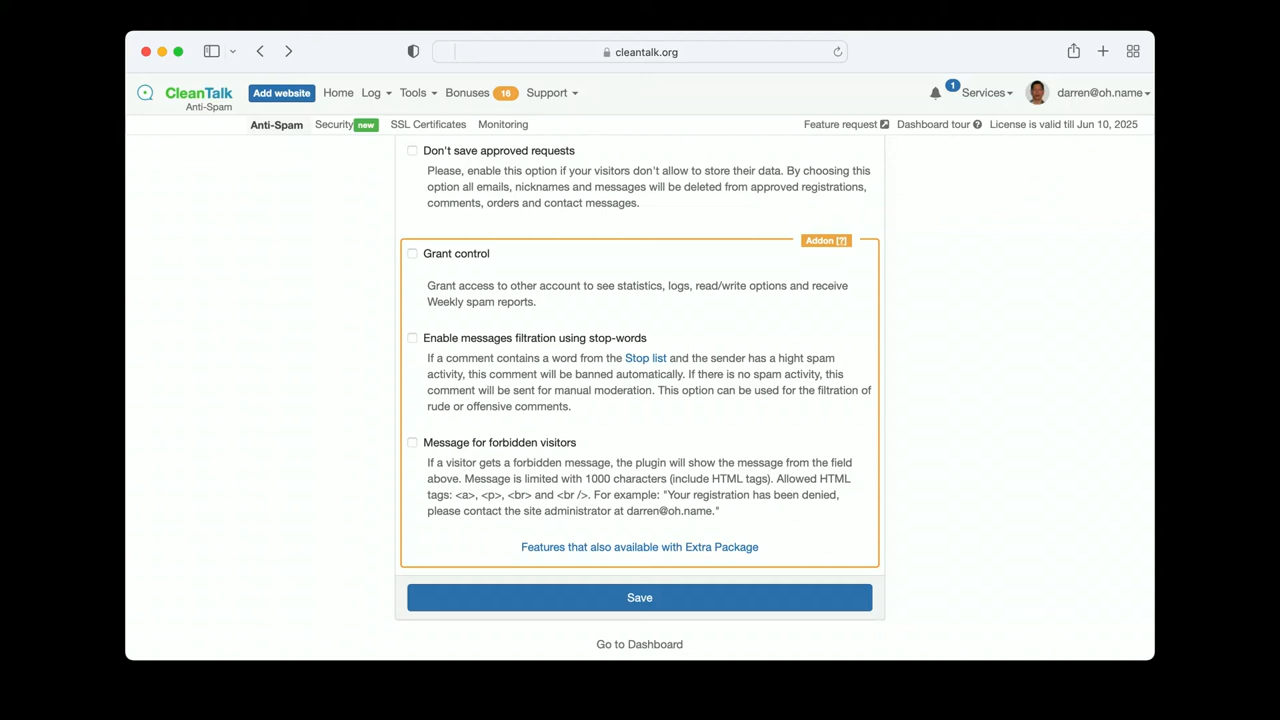 cleantalk.org
CleanTalk
Anti-Spam
Add website
Home
Log
Tools
Bonuses 16
Support
1
Services
darren@oh.name
Anti-Spam
Security new
SSL Certificates
Monitoring
Feature request
Dashboard tour
License is valid till Jun 10, 2025
Don't save approved requests
Please, enable this option if your visitors don't allow to store their data. By choosing this
option all emails, nicknames and messages will be deleted from approved registrations,
comments, orders and contact messages.
Addon [?]
Grant control
Grant access to other account to see statistics, logs, read/write options and receive
Weekly spam reports.
Enable messages filtration using stop-words
If a comment contains a word from the Stop list and the sender has a hight spam
activity, this comment will be banned automatically. If there is no spam activity, this
comment will be sent for manual moderation. This option can be used for the filtration of
rude or offensive comments.
Message for forbidden visitors
If a visitor gets a forbidden message, the plugin will show the message from the field
above. Message is limited with 1000 characters (include HTML tags). Allowed HTML
tags: <a>, <p>, <br> and <br />. For example: "Your registration has been denied,
please contact the site administrator at darren@oh.name."
Features that also available with Extra Package
Save
Go to Dashboard